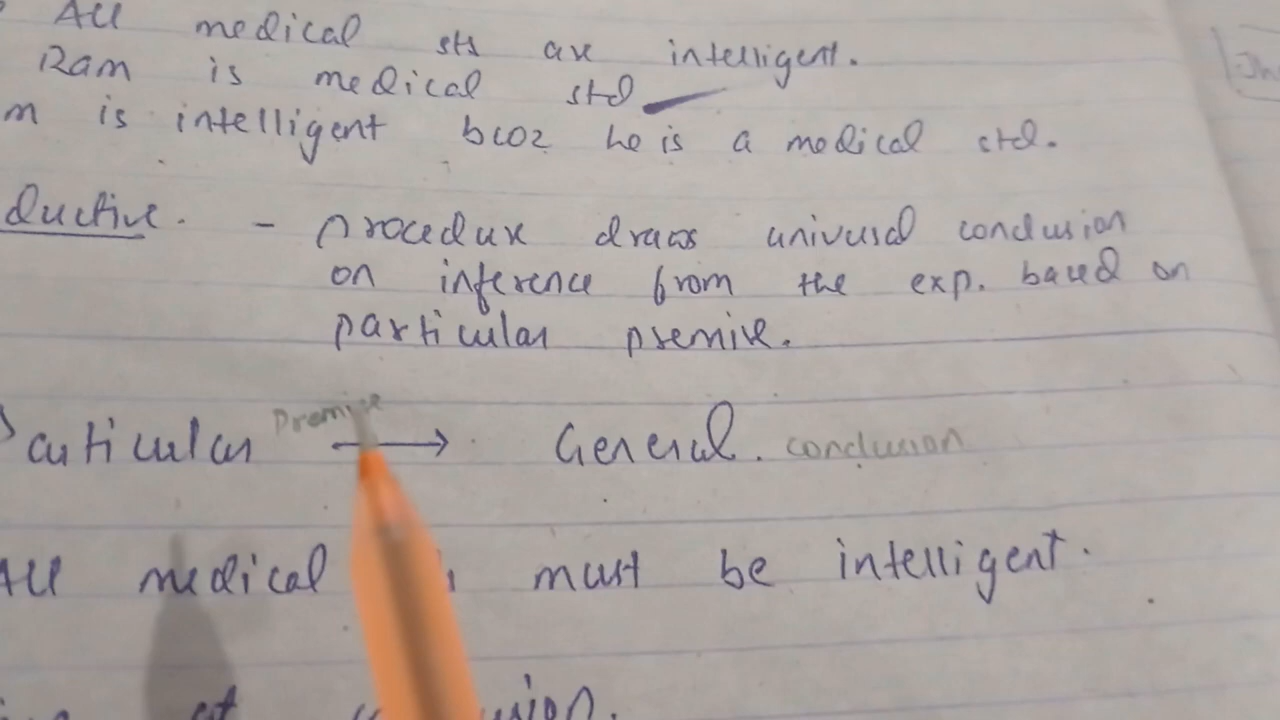 All medical sts are intelligent.
Ram is medical std
m is intelligent bcoz he is a medical std.
ductive. - procedure draws universal conclusion
on inference from the exp. based on
particular premise.
Particular Premise → General. conclusion
All medical must be intelligent.